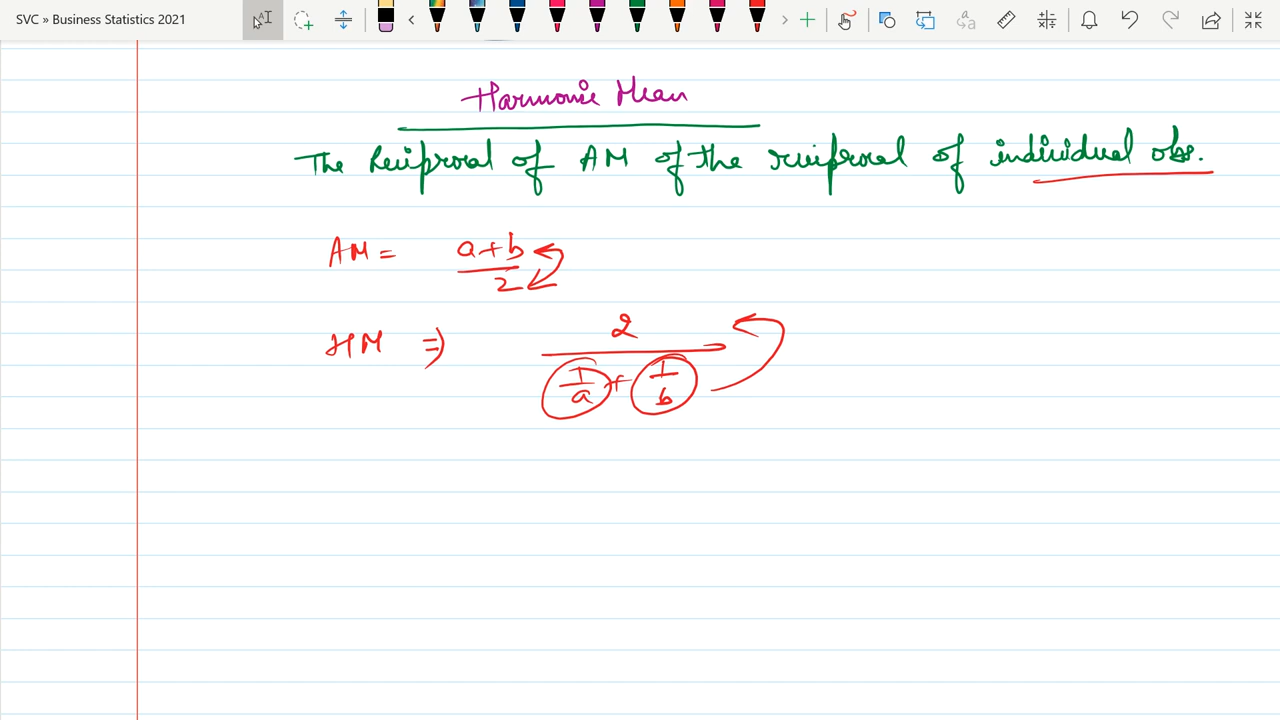 SVC » Business Statistics 2021
Harmonic Mean
The Reciprocal of AM of the reciprocal of individual obs.
AM = a+b / 2
HM ⇒ 2 / (1/a + 1/b)